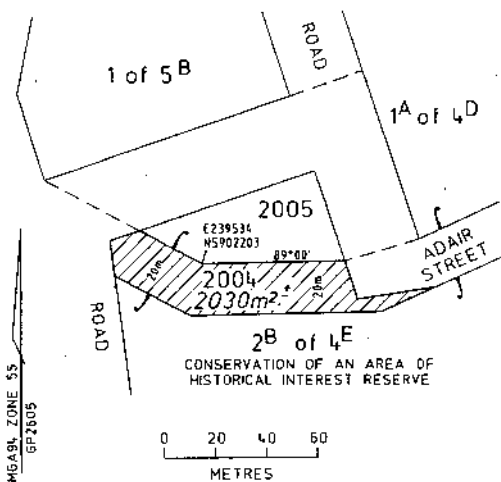 ROAD
1 of 5B
1A of 4D
2005
E239534
N5902203
89°00'
ADAIR
STREET
20m
2004
2030m²±
20m
ROAD
2B of 4E
CONSERVATION OF AN AREA OF
HISTORICAL INTEREST RESERVE
MGA94 ZONE 55
GP2605
0 20 40 60
METRES